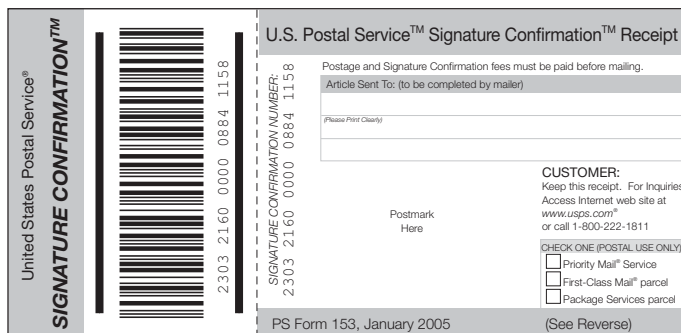 United States Postal Service®
SIGNATURE CONFIRMATION™
2303 2160 0000 0884 1158
U.S. Postal Service™ Signature Confirmation™ Receipt
SIGNATURE CONFIRMATION NUMBER:
2303 2160 0000 0884 1158
Postage and Signature Confirmation fees must be paid before mailing.
Article Sent To: (to be completed by mailer)
(Please Print Clearly)
Postmark
Here
CUSTOMER:
Keep this receipt. For Inquiries
Access Internet web site at
www.usps.com®
or call 1-800-222-1811
CHECK ONE (POSTAL USE ONLY)
Priority Mail® Service
First-Class Mail® parcel
Package Services parcel
PS Form 153, January 2005
(See Reverse)